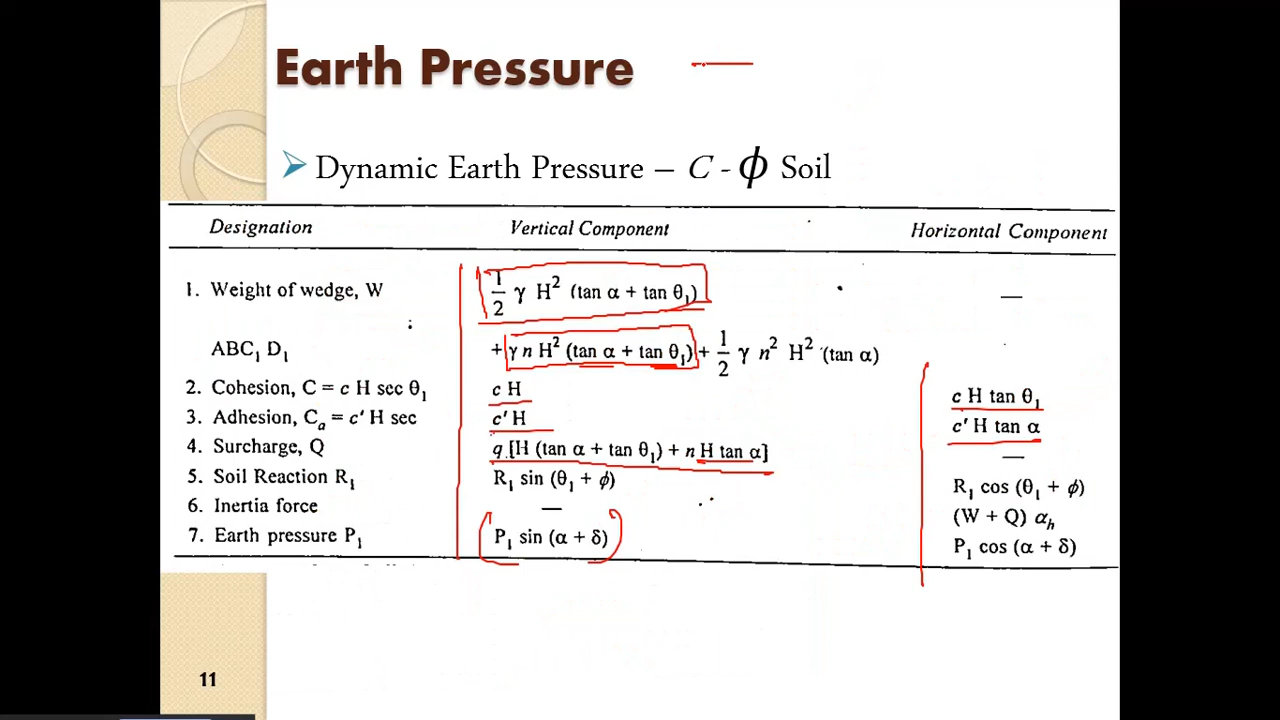 Earth Pressure
Dynamic Earth Pressure – C - ϕ Soil
Designation Vertical Component Horizontal Component
1. Weight of wedge, W 1/2 γ H² (tan α + tan θ₁) —
ABC₁ D₁ + γ n H² (tan α + tan θ₁) + 1/2 γ n² H² (tan α)
2. Cohesion, C = c H sec θ₁ c H c H tan θ₁
3. Adhesion, Cₐ = c' H sec c' H c' H tan α
4. Surcharge, Q q [H (tan α + tan θ₁) + n H tan α] —
5. Soil Reaction R₁ R₁ sin (θ₁ + ϕ) R₁ cos (θ₁ + ϕ)
6. Inertia force — (W + Q) αₕ
7. Earth pressure P₁ P₁ sin (α + δ) P₁ cos (α + δ)
11